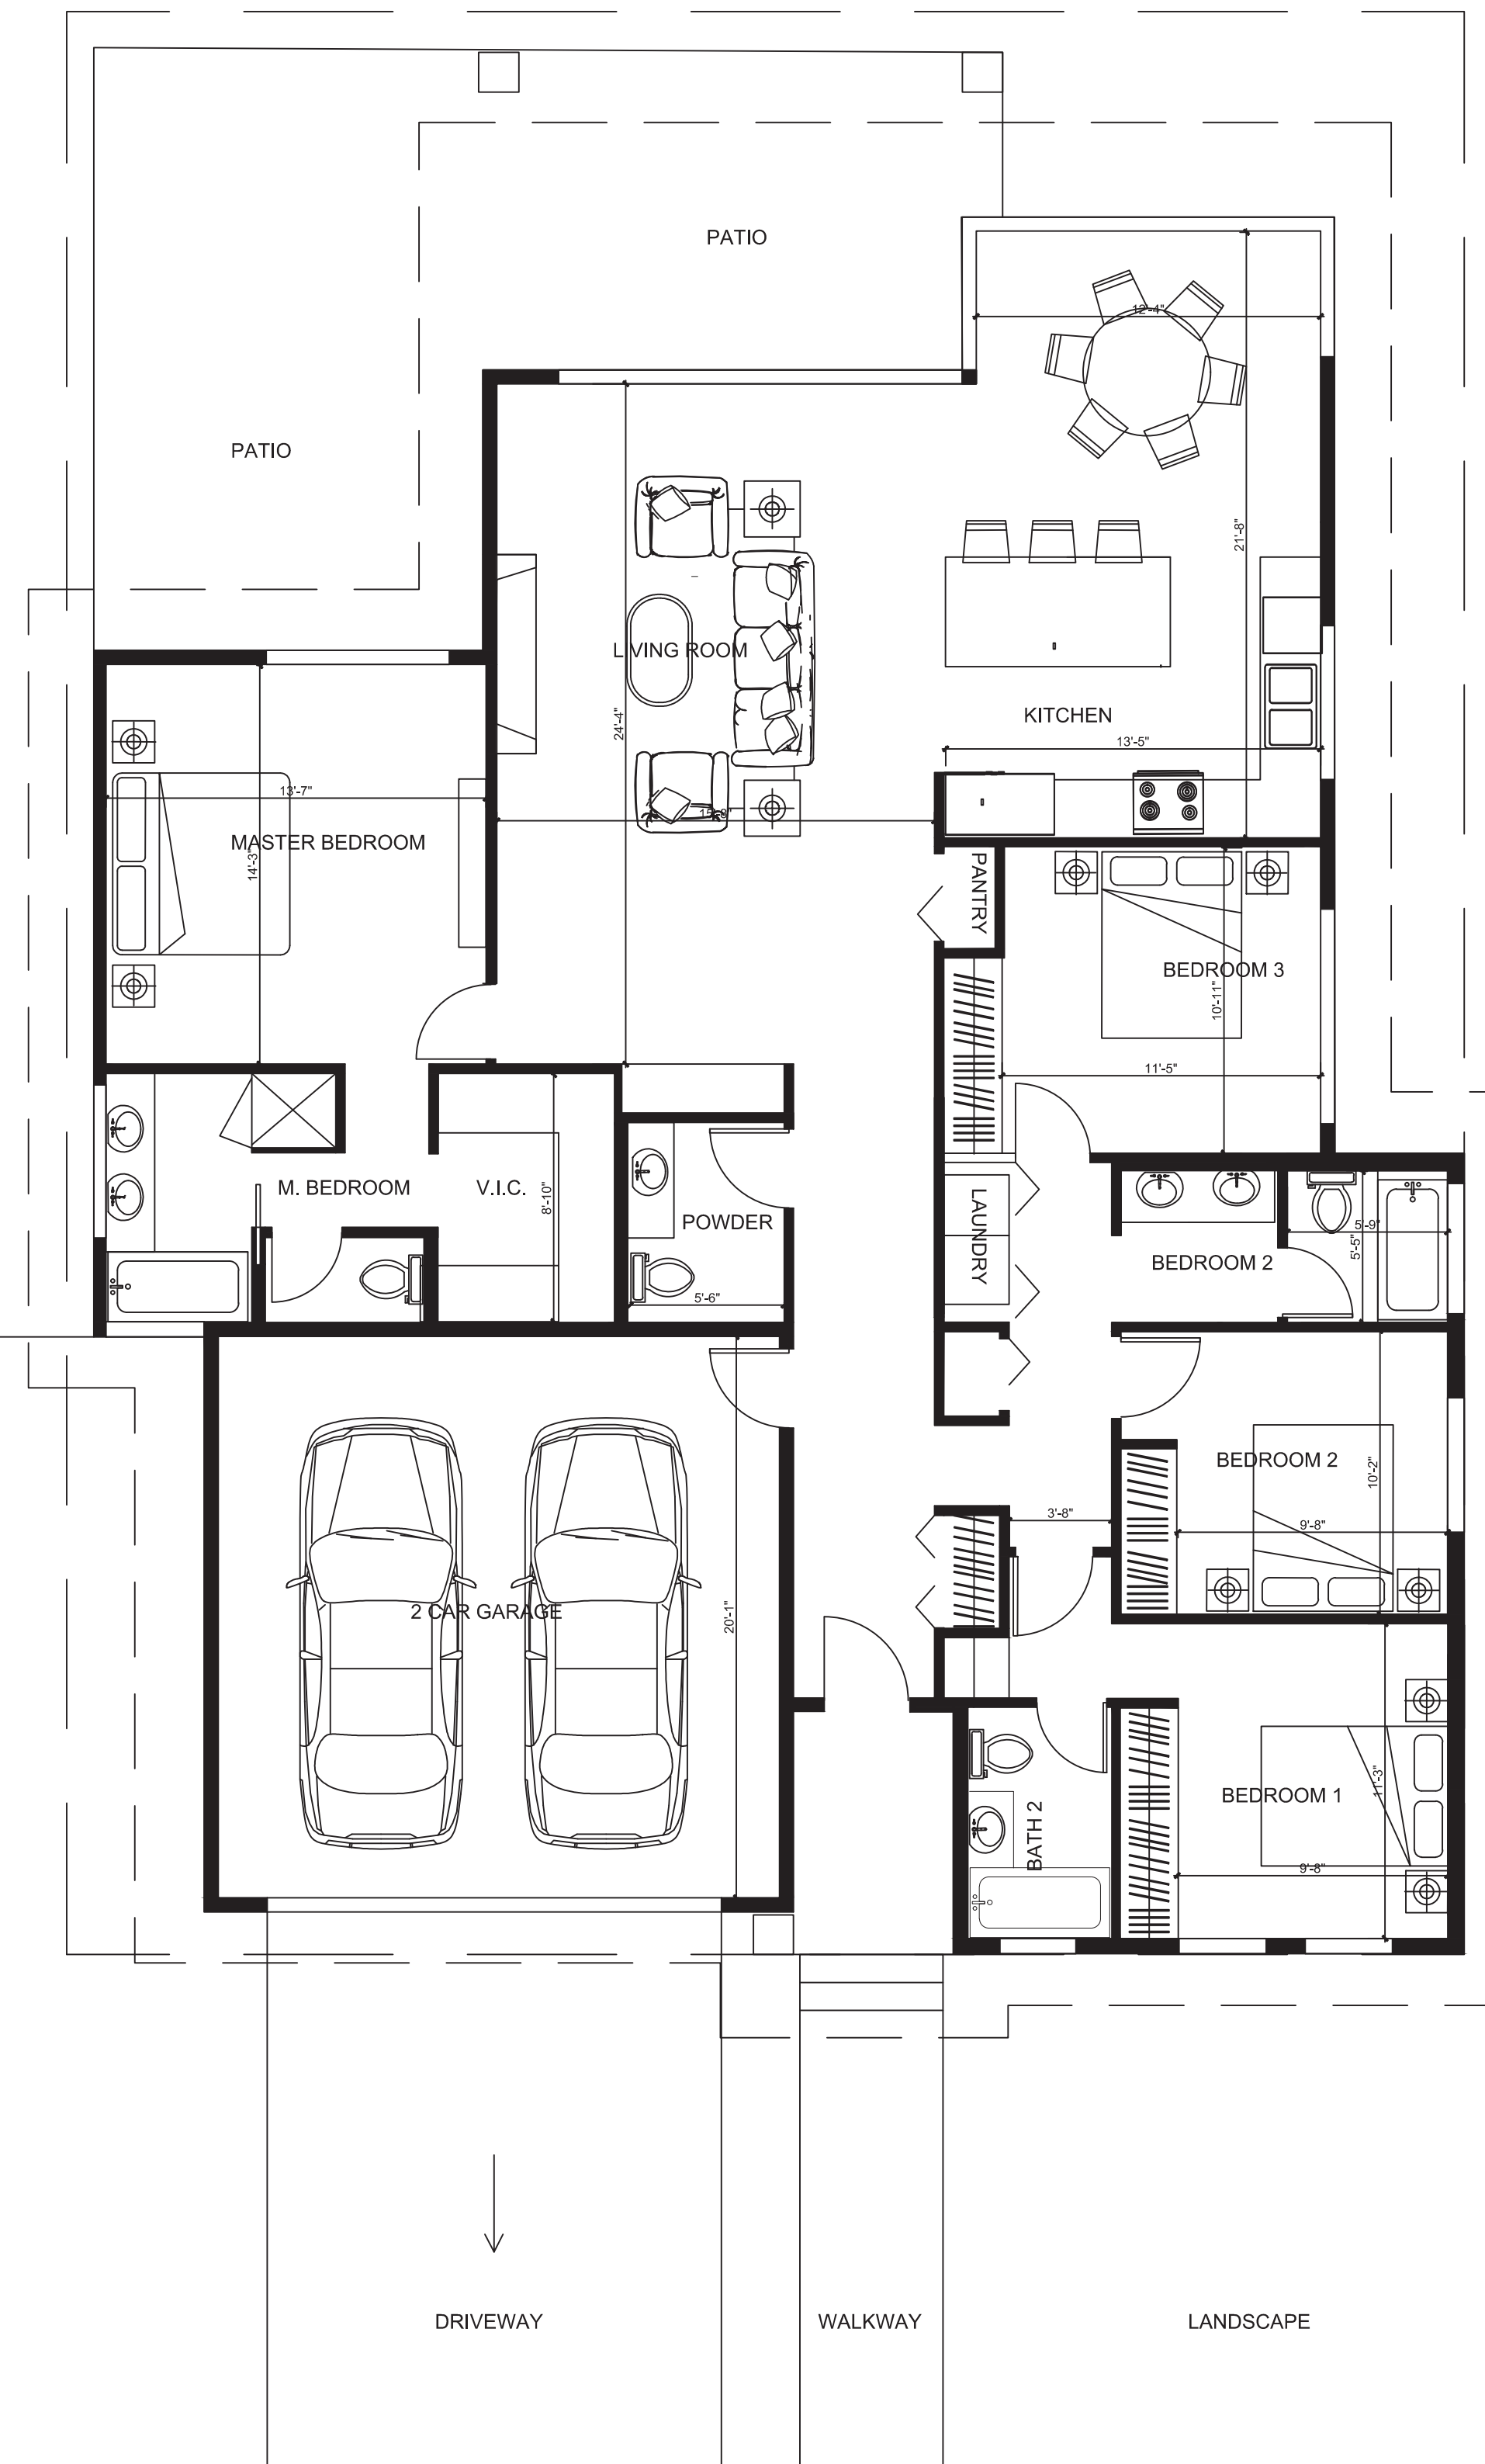 PATIO
12'-4"
PATIO
21'-8"
LIVING ROOM
24'-4"
KITCHEN
13'-5"
13'-7"
15'-8"
MASTER BEDROOM
14'-3"
PANTRY
BEDROOM 3
10'-11"
11'-5"
M. BEDROOM
V.I.C.
8'-10"
POWDER
5'-6"
LAUNDRY
BEDROOM 2
5'-9"
5'-5"
BEDROOM 2
10'-2"
9'-8"
3'-8"
2 CAR GARAGE
20'-1"
BEDROOM 1
11'-3"
9'-8"
BATH 2
DRIVEWAY
WALKWAY
LANDSCAPE